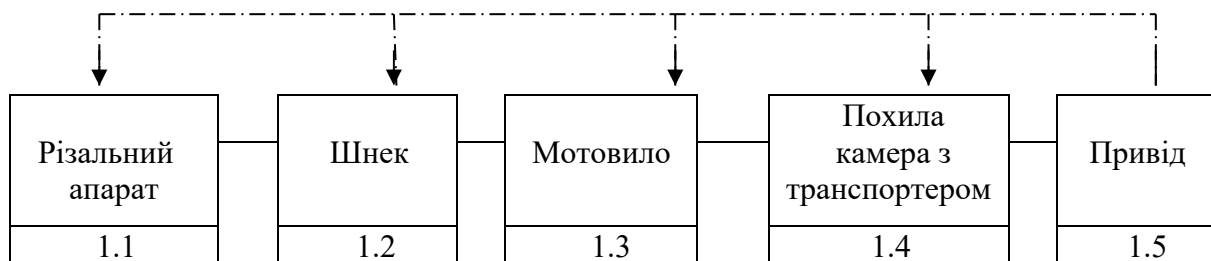 Різальний
апарат
1.1
Шнек
1.2
Мотовило
1.3
Похила
камера з
транспортером
1.4
Привід
1.5